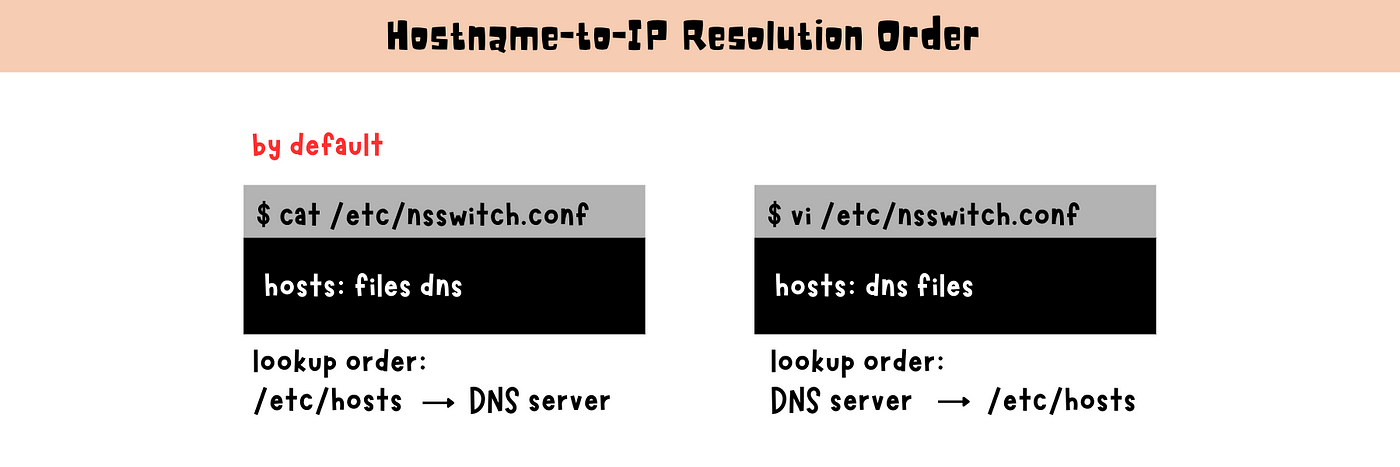 Hostname-to-IP Resolution Order
by default
$ cat /etc/nsswitch.conf
hosts: files dns
lookup order:
/etc/hosts → DNS server
$ vi /etc/nsswitch.conf
hosts: dns files
lookup order:
DNS server → /etc/hosts